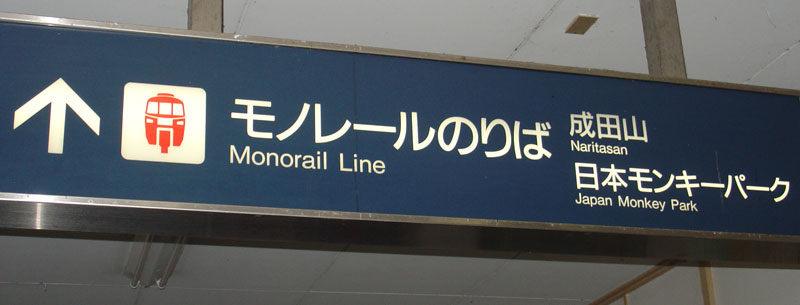 モノレールのりば
Monorail Line
成田山
Naritasan
日本モンキーパーク
Japan Monkey Park